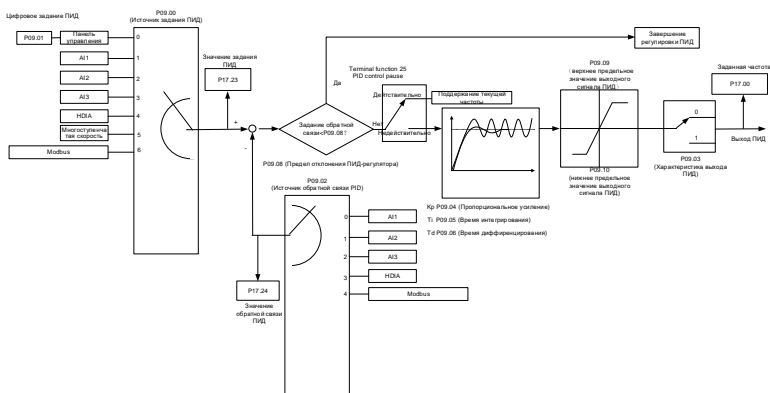 Цифровое задание ПИД
P09.00
(Источник задания ПИД)
P09.01
Панель
управления
0
AI1
1
AI2
2
AI3
3
HDIA
4
Многоступенча
тая скорость
5
Modbus
6
Значение задания
ПИД
P17.23
+
-
Да
Задание обратной
связи<P09.08?
Нет
Terminal function 25
PID control pause
Действительно
Недействительно
Поддержание текущей
частоты
Завершение
регулировки ПИД
P09.09
(верхнее предельное
значение выходного
сигнала ПИД)
P09.10
(нижнее предельное
значение выходного
сигнала ПИД)
Заданная частота
P17.00
0
1
Выход ПИД
P09.03
(Характеристика выхода
ПИД)
P09.08 (Предел отклонения ПИД-регулятора)
P09.02
(Источник обратной связи PID)
0
AI1
1
AI2
2
AI3
3
HDIA
4
Modbus
Kp P09.04 (Пропорциональное усиление)
Ti P09.05 (Время интегрирования)
Td P09.06 (Время диффиренцирования)
P17.24
Значение
обратной связи
ПИД